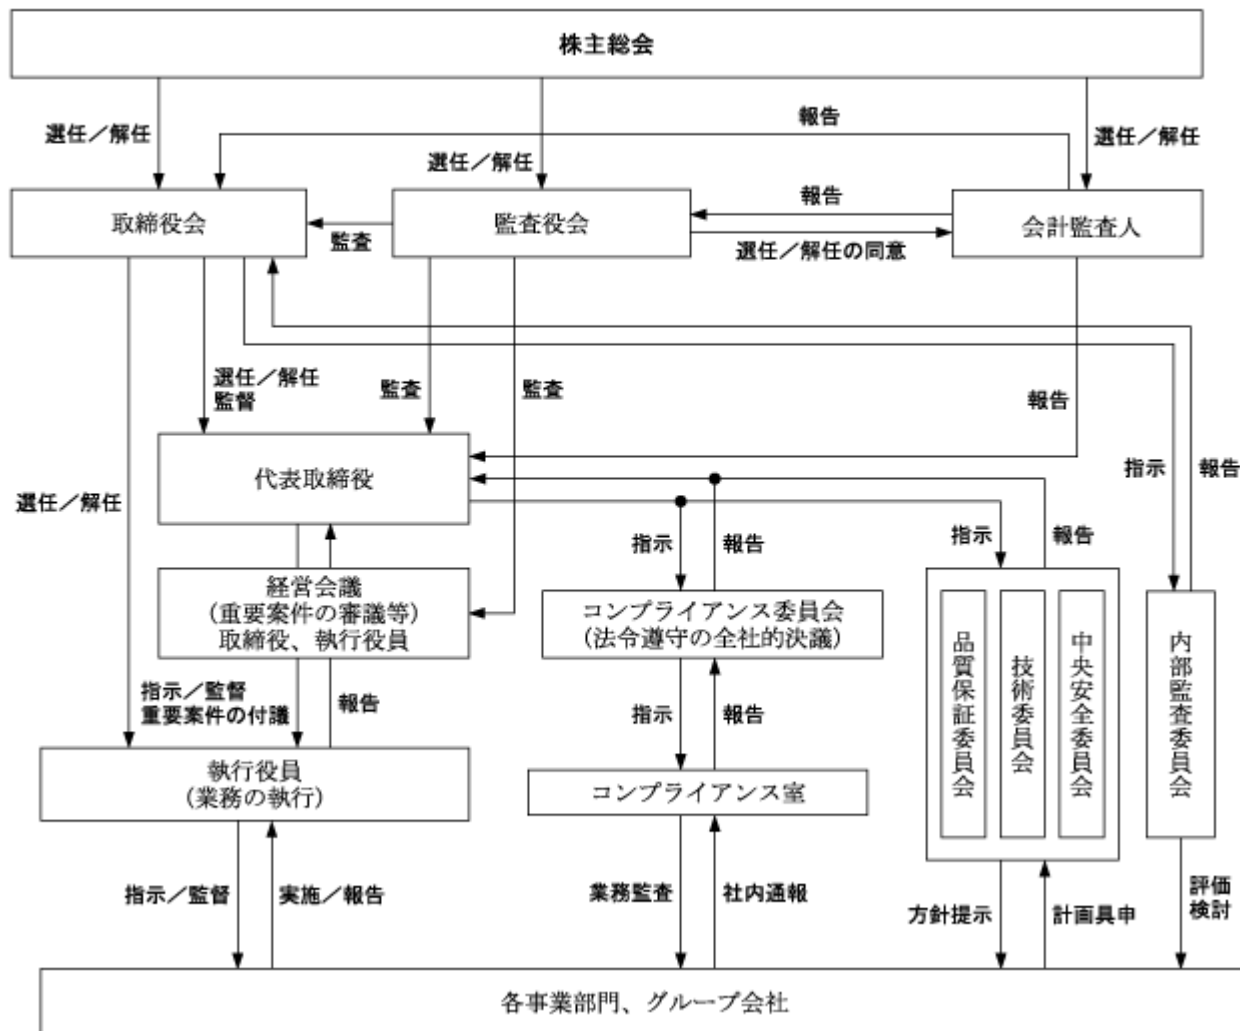 株主総会
選任／解任
選任／解任
報告
選任／解任
取締役会
監査
監査役会
報告
選任／解任の同意
会計監査人
選任／解任
監督
監査
監査
報告
指示
報告
選任／解任
代表取締役
指示
報告
指示
報告
経営会議
（重要案件の審議等）
取締役、執行役員
コンプライアンス委員会
（法令遵守の全社的決議）
品質保証委員会
技術委員会
中央安全委員会
内部監査委員会
指示／監督
重要案件の付議
報告
指示
報告
執行役員
（業務の執行）
コンプライアンス室
指示／監督
実施／報告
業務監査
社内通報
方針提示
計画具申
評価
検討
各事業部門、グループ会社